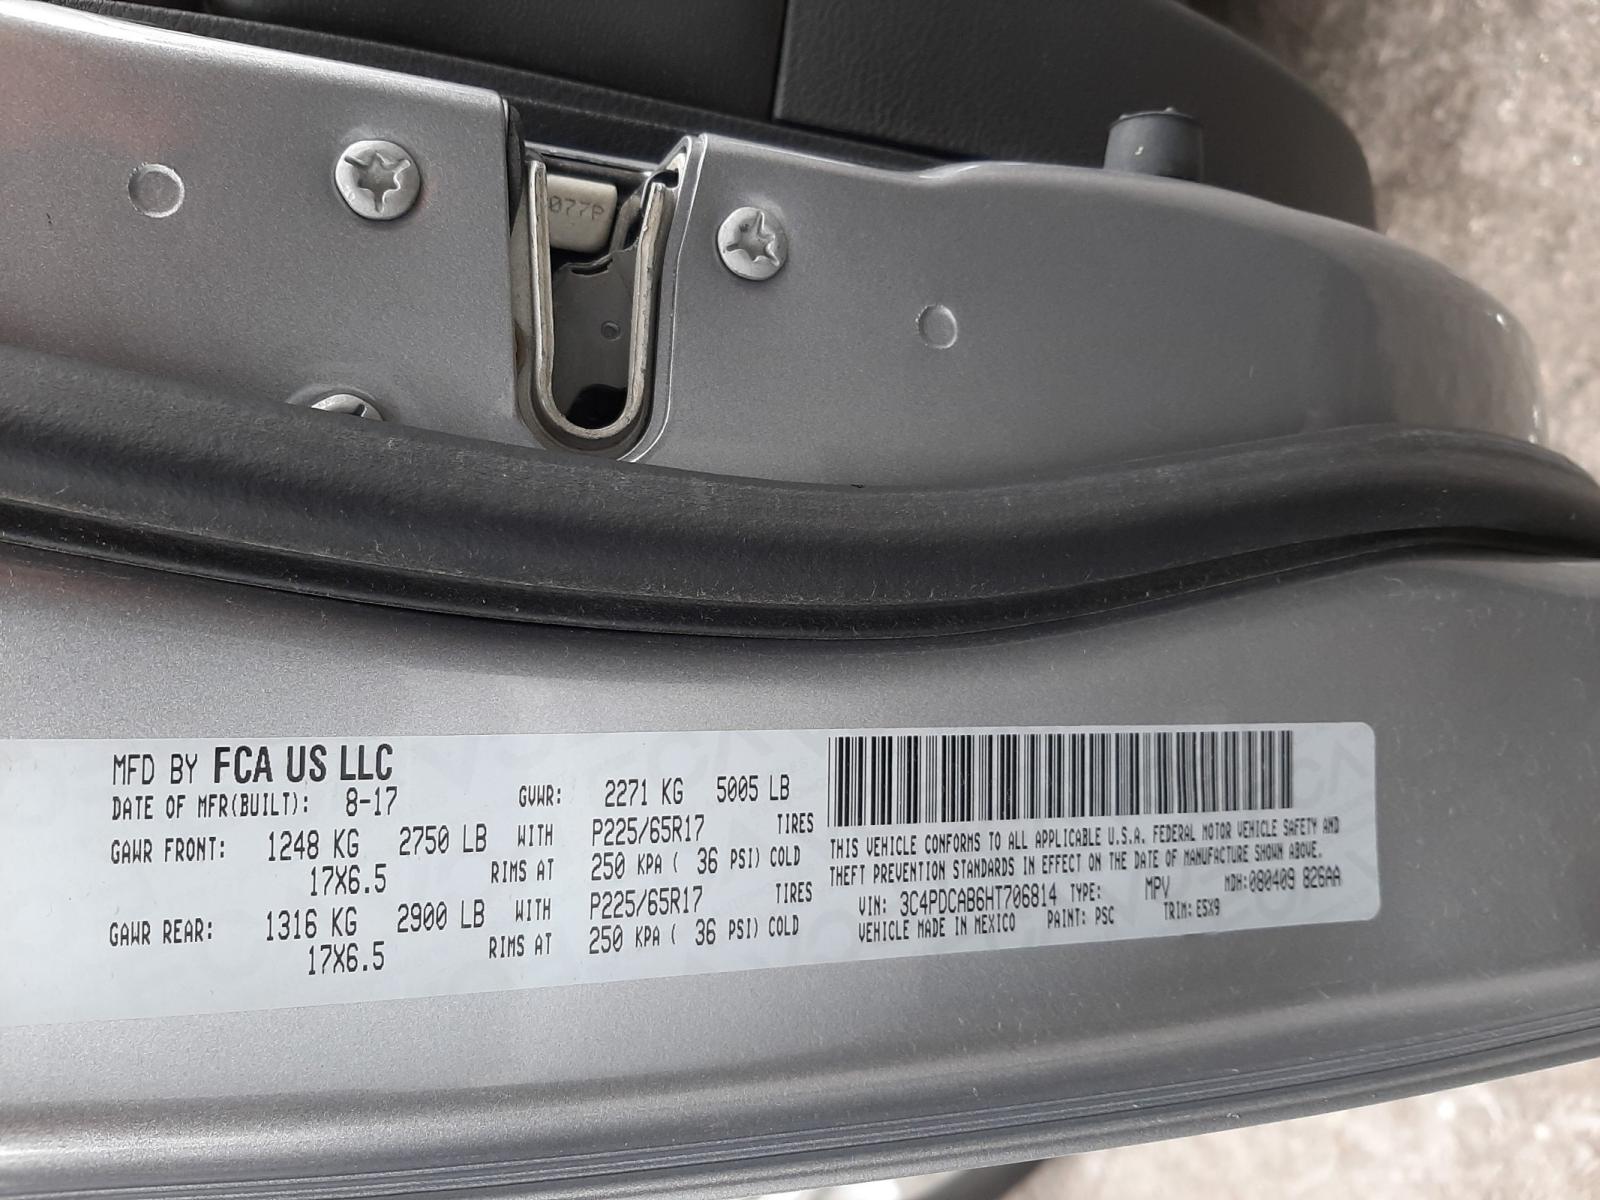 077P
MFD BY FCA US LLC
DATE OF MFR(BUILT): 8-17 GVWR: 2271 KG 5005 LB
GAWR FRONT: 1248 KG 2750 LB WITH P225/65R17 TIRES
17X6.5 RIMS AT 250 KPA ( 36 PSI) COLD
GAWR REAR: 1316 KG 2900 LB WITH P225/65R17 TIRES
17X6.5 RIMS AT 250 KPA ( 36 PSI) COLD
THIS VEHICLE CONFORMS TO ALL APPLICABLE U.S.A. FEDERAL MOTOR VEHICLE SAFETY AND
THEFT PREVENTION STANDARDS IN EFFECT ON THE DATE OF MANUFACTURE SHOWN ABOVE.
VIN: 3C4PDCAB6HT706814 TYPE: MPV MDH:080409 826AA
VEHICLE MADE IN MEXICO PAINT: PSC TRIM: E5X9